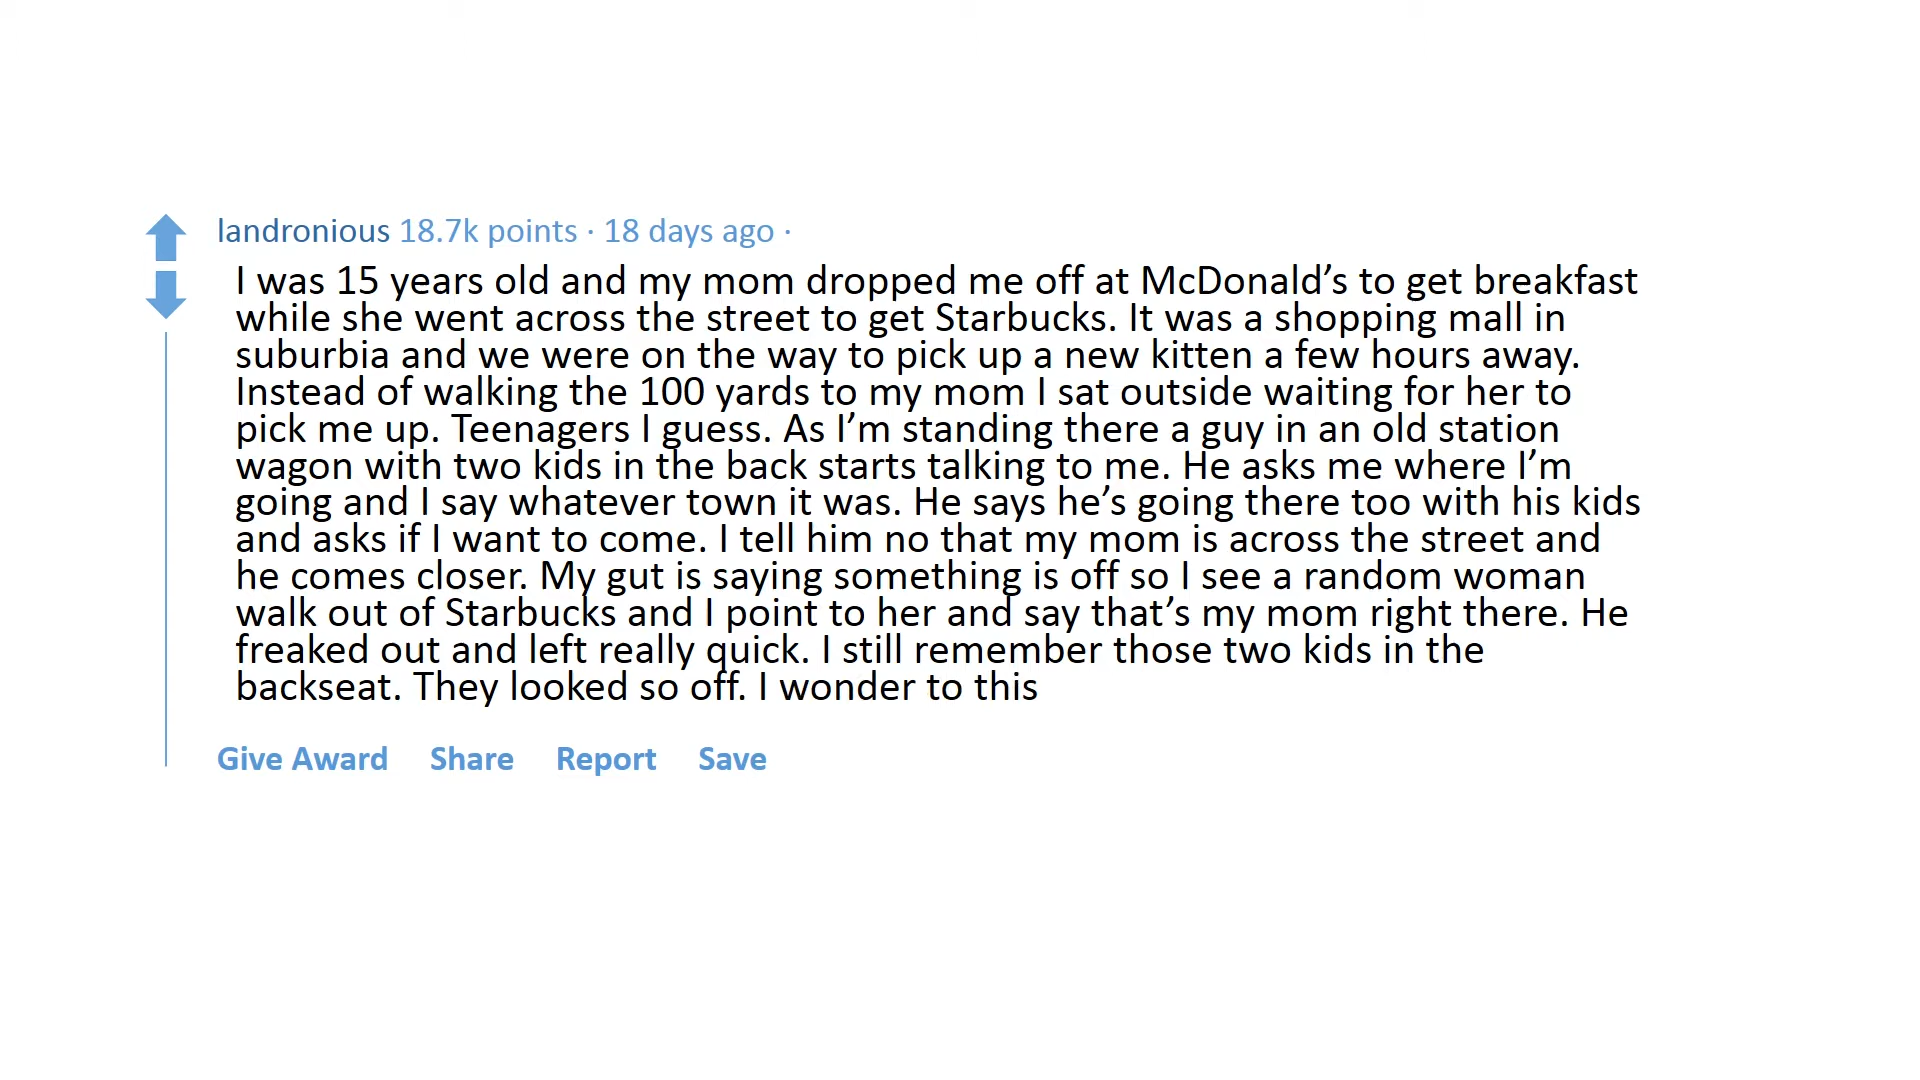 landronious 18.7k points · 18 days ago ·
I was 15 years old and my mom dropped me off at McDonald’s to get breakfast
while she went across the street to get Starbucks. It was a shopping mall in
suburbia and we were on the way to pick up a new kitten a few hours away.
Instead of walking the 100 yards to my mom I sat outside waiting for her to
pick me up. Teenagers I guess. As I’m standing there a guy in an old station
wagon with two kids in the back starts talking to me. He asks me where I’m
going and I say whatever town it was. He says he’s going there too with his kids
and asks if I want to come. I tell him no that my mom is across the street and
he comes closer. My gut is saying something is off so I see a random woman
walk out of Starbucks and I point to her and say that’s my mom right there. He
freaked out and left really quick. I still remember those two kids in the
backseat. They looked so off. I wonder to this
Give Award Share Report Save